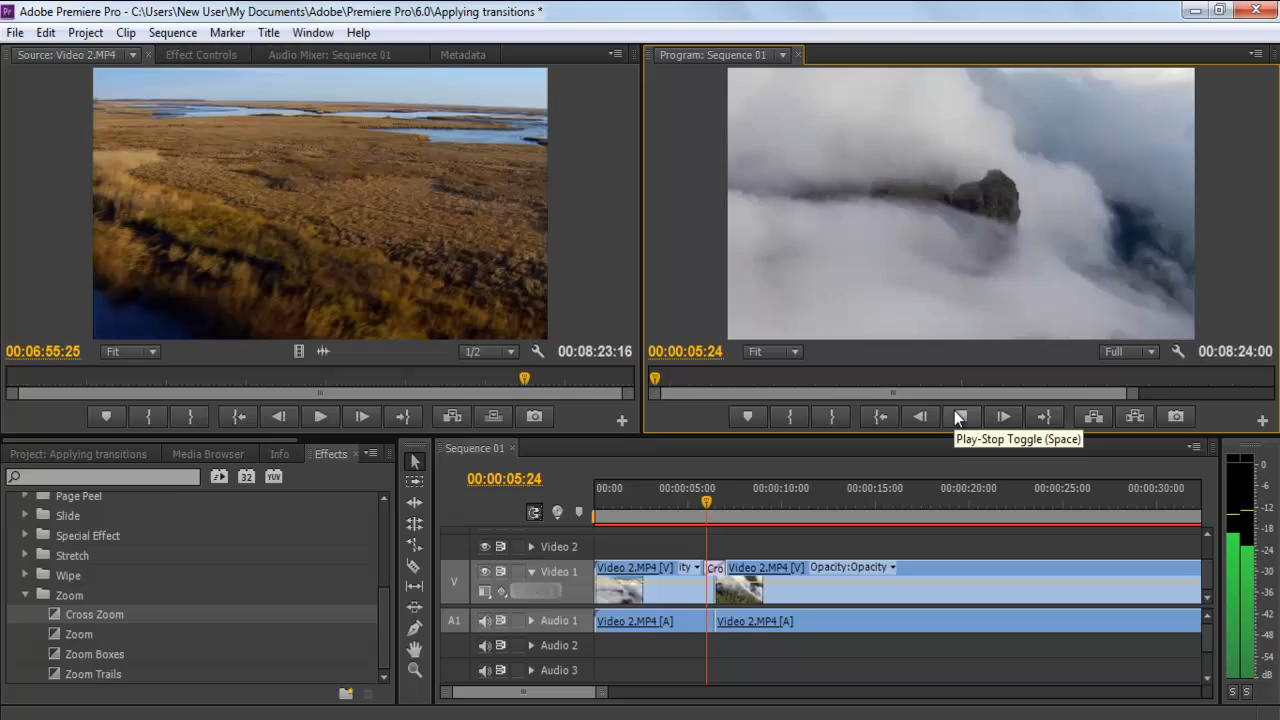 Pr Adobe Premiere Pro - C:\Users\New User\My Documents\Adobe\Premiere Pro\6.0\Applying transitions *
File Edit Project Clip Sequence Marker Title Window Help
Source: Video 2.MP4 Effect Controls Audio Mixer: Sequence 01 Metadata
Program: Sequence 01
00:06:55:25 Fit 1/2 00:08:23:16
00:00:05:24 Fit Full 00:08:24:00
Play-Stop Toggle (Space)
Project: Applying transitions Media Browser Info Effects
32 YUV
Page Peel
Slide
Special Effect
Stretch
Wipe
Zoom
Cross Zoom
Zoom
Zoom Boxes
Zoom Trails
Sequence 01
00:00:05:24
00:00 00:00:05:00 00:00:10:00 00:00:15:00 00:00:20:00 00:00:25:00 00:00:30:00
Video 2
V Video 1 Video 2.MP4 [V] ity Cro Video 2.MP4 [V] Opacity:Opacity
A1 Audio 1 Video 2.MP4 [A] Video 2.MP4 [A]
Audio 2
Audio 3
0
-6
-12
-18
-24
-30
-36
-42
-48
-54
dB
S S